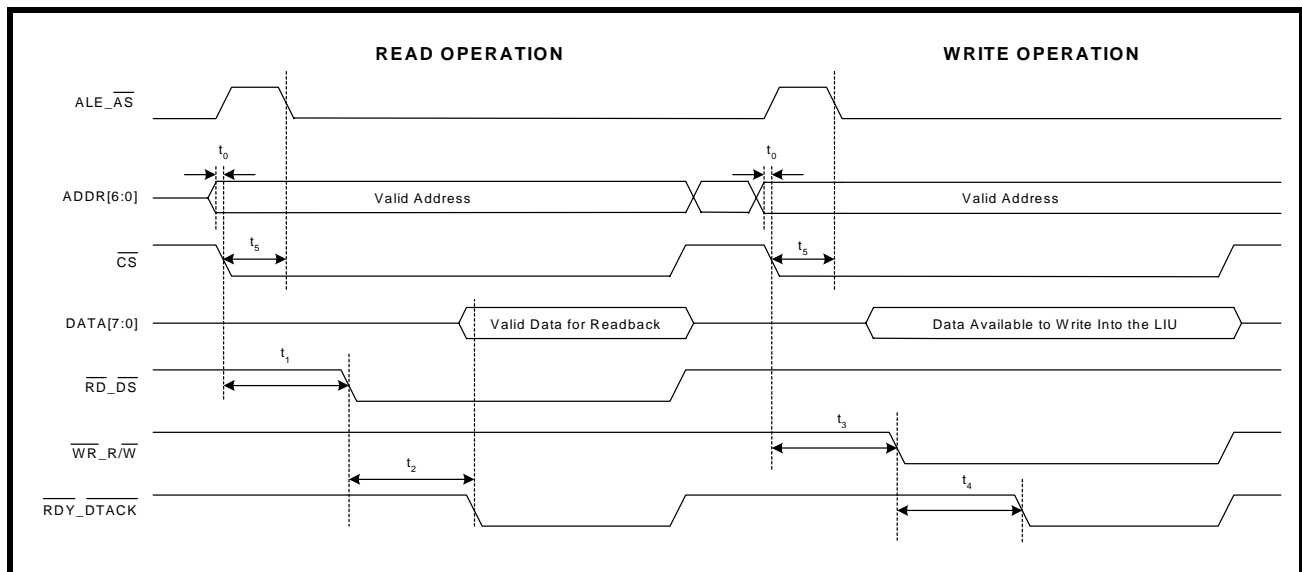 READ OPERATION WRITE OPERATION
ALE_AS
t0 t0
ADDR[6:0] Valid Address Valid Address
CS t5 t5
DATA[7:0] Valid Data for Readback Data Available to Write Into the LIU
t1
RD_DS
t3
WR_R/W
t2 t4
RDY_DTACK